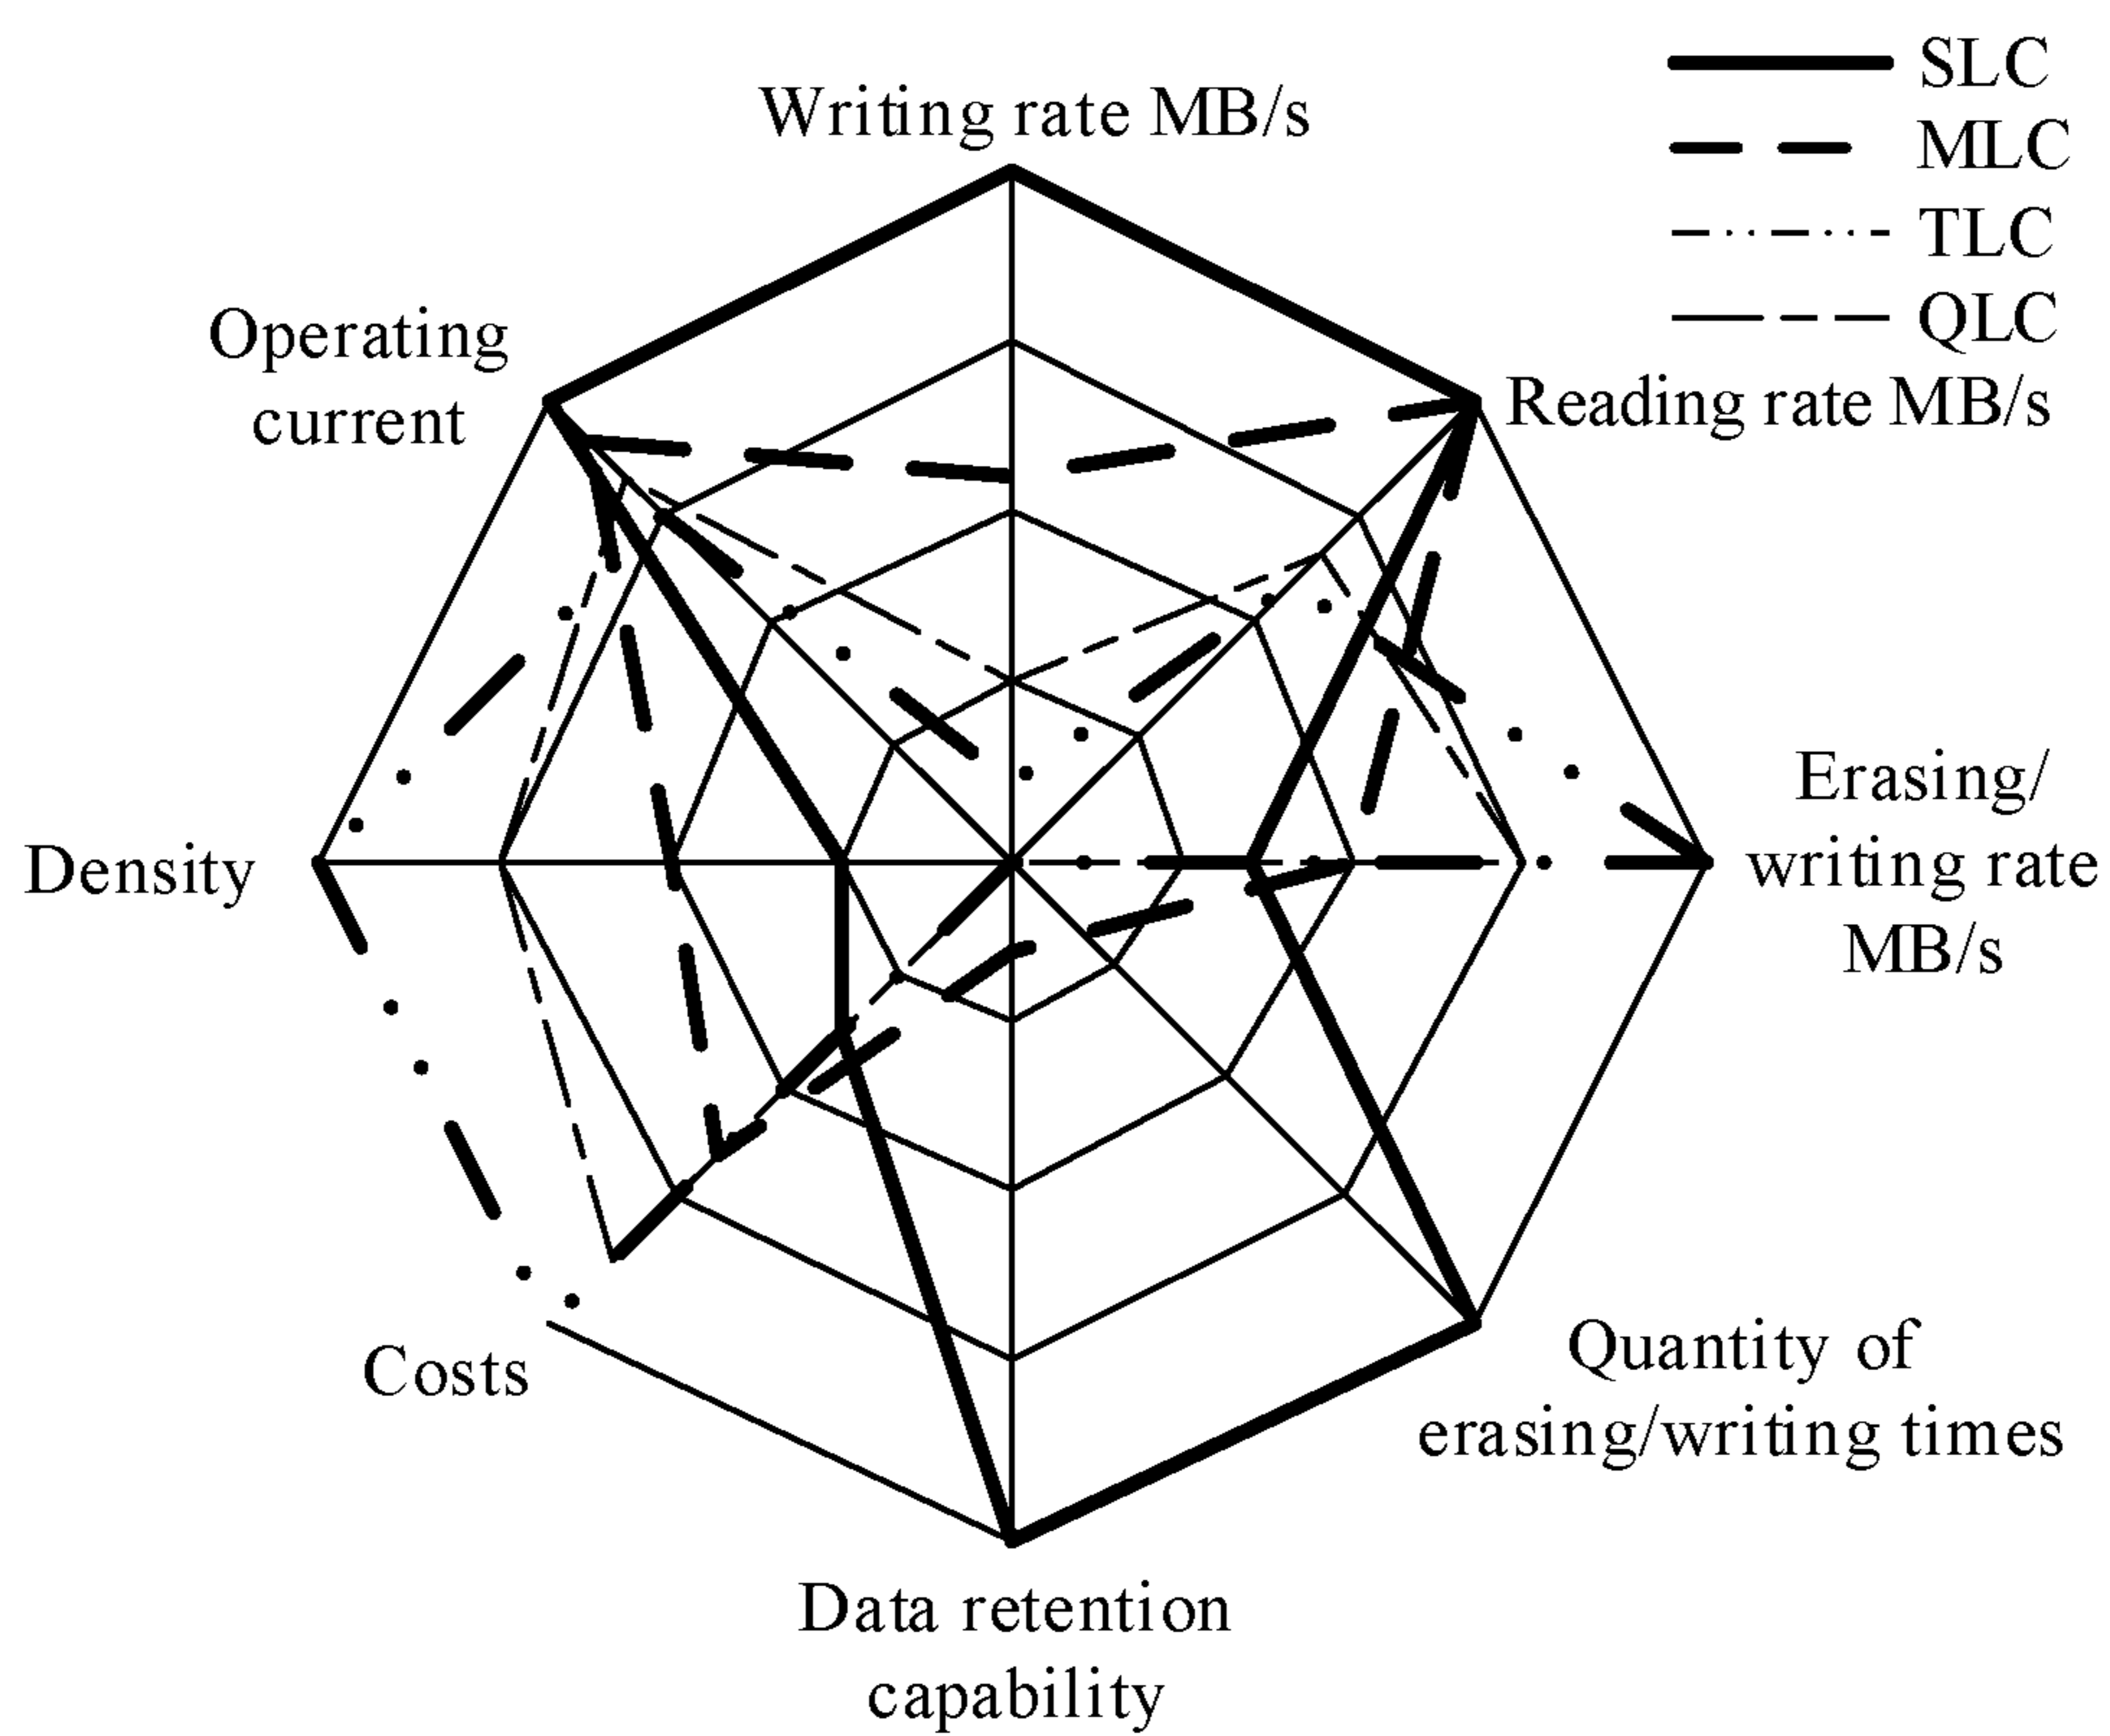 SLC
MLC
TLC
QLC
Writing rate MB/s
Operating
current
Reading rate MB/s
Density
Erasing/
writing rate
MB/s
Costs
Quantity of
erasing/writing times
Data retention
capability